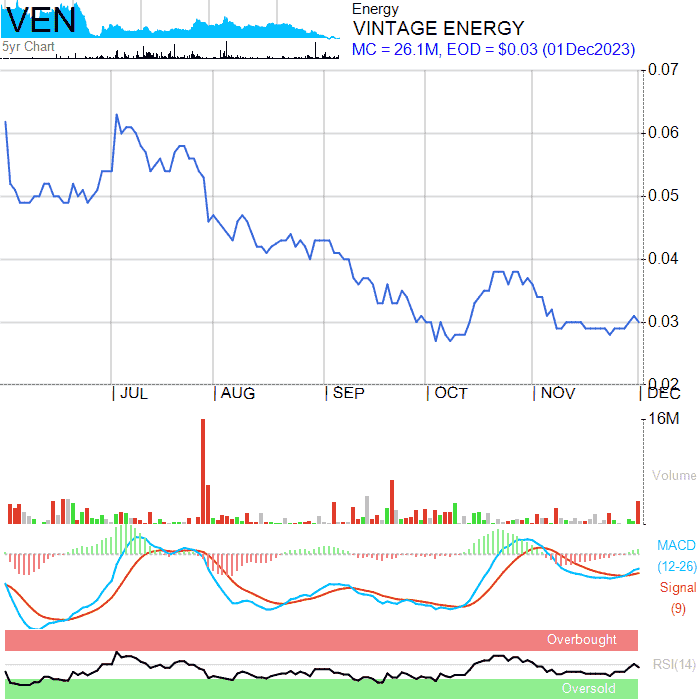 VEN
5yr Chart
Energy
VINTAGE ENERGY
MC = 26.1M, EOD = $0.03 (01Dec2023)
0.07
0.06
0.05
0.04
0.03
0.02
| JUL | AUG | SEP | OCT | NOV | DEC
16M
Volume
MACD
(12-26)
Signal
(9)
Overbought
RSI(14)
Oversold